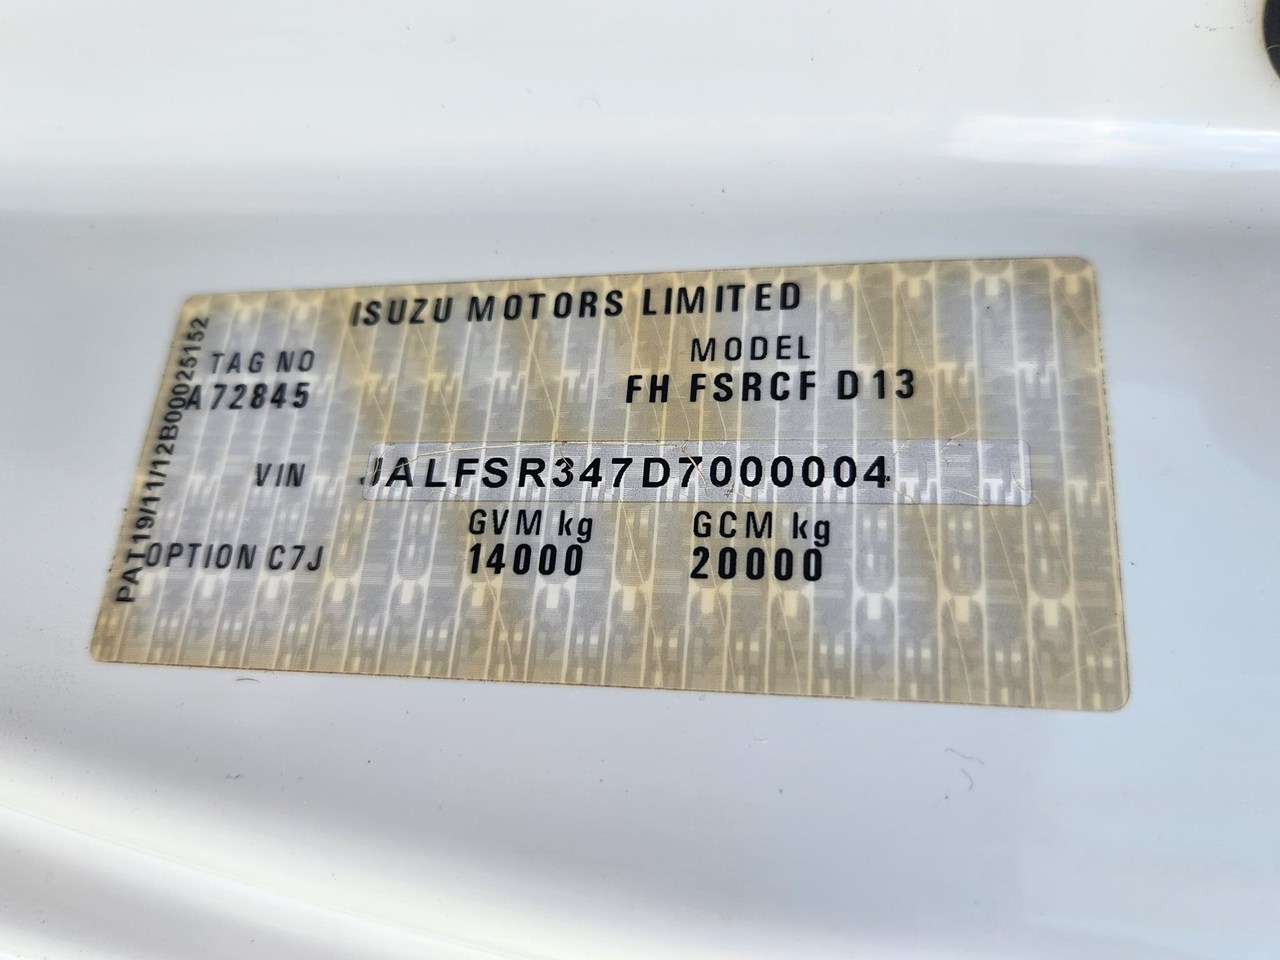 ISUZU MOTORS LIMITED
TAG NO
A72845
MODEL
FH FSRCF D13
VIN
JALFSR347D7000004
GVM kg
14000
GCM kg
20000
OPTION C7J
PAT19/11/12B00025152